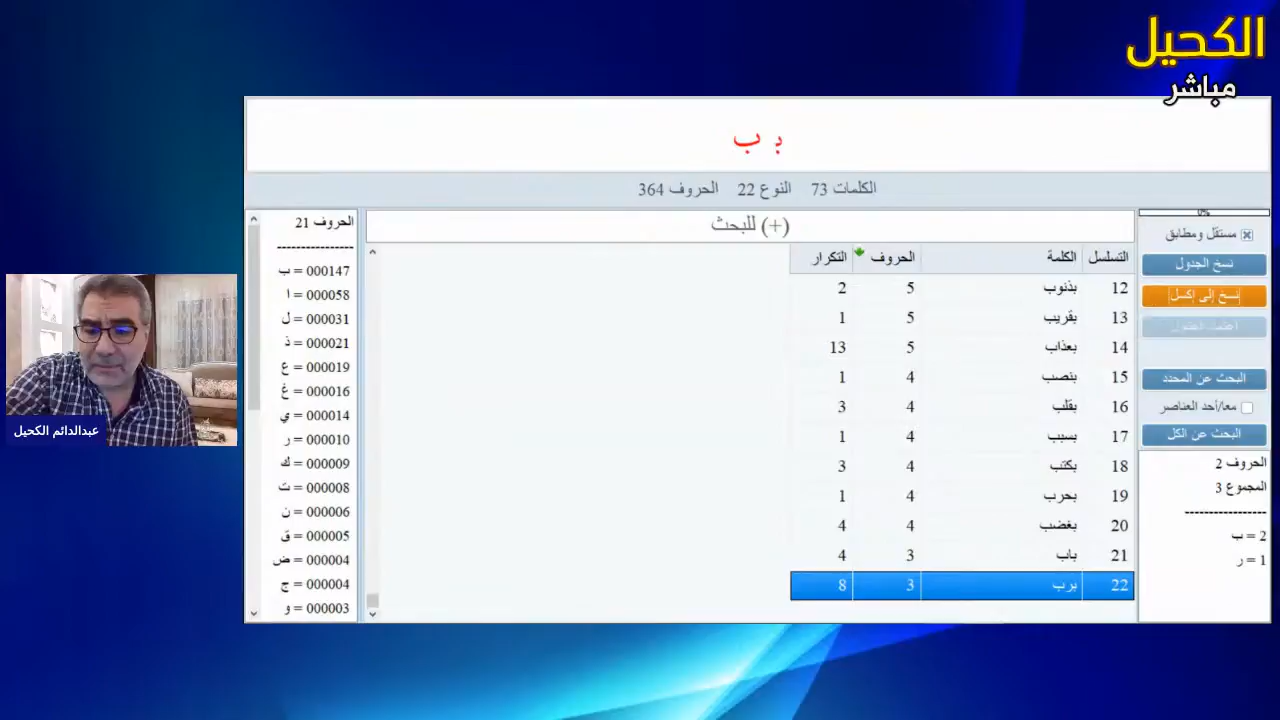 الكحيل
مباشر
بـ ـب
الكلمات 73 النوع 22 الحروف 364
0%
مستقل ومطابق
نسخ الجدول
نسخ إلى إكسل
البحث عن المحدد
معا/أحد العناصر
البحث عن الكل
الحروف 2
المجموع 3
-----------------
2 = ب
1 = ر
(+) للبحث
التسلسل الكلمة الحروف التكرار
12 بذنوب 5 2
13 بقريب 5 1
14 بعذاب 5 13
15 بنصب 4 1
16 بقلب 4 3
17 بسبب 4 1
18 بكتب 4 3
19 بحرب 4 1
20 بغضب 4 4
21 باب 3 4
22 برب 3 8
الحروف 21
----------------
000147 = ب
000058 = ا
000031 = ل
000021 = ذ
000019 = ع
000016 = غ
000014 = ي
000010 = ر
000009 = ك
000008 = ت
000006 = ن
000005 = ق
000004 = ض
000004 = ج
000003 = و
عبدالدائم الكحيل